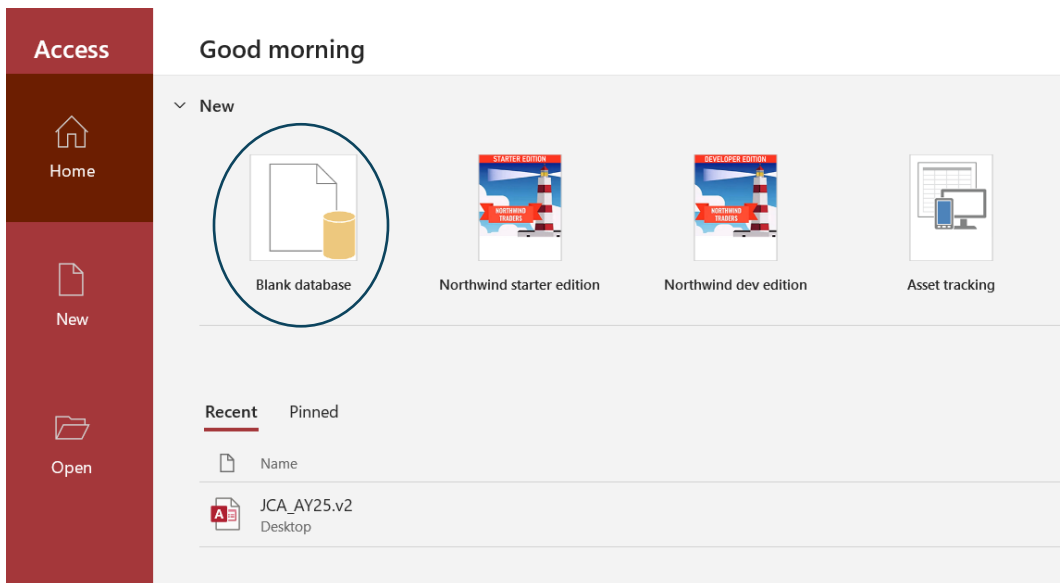 Access
Good morning
Home
New
New
STARTER EDITION
NORTHWIND
TRADERS
DEVELOPER EDITION
NORTHWIND
TRADERS
Blank database
Northwind starter edition
Northwind dev edition
Asset tracking
Recent
Pinned
Open
Name
A
JCA_AY25.v2
Desktop